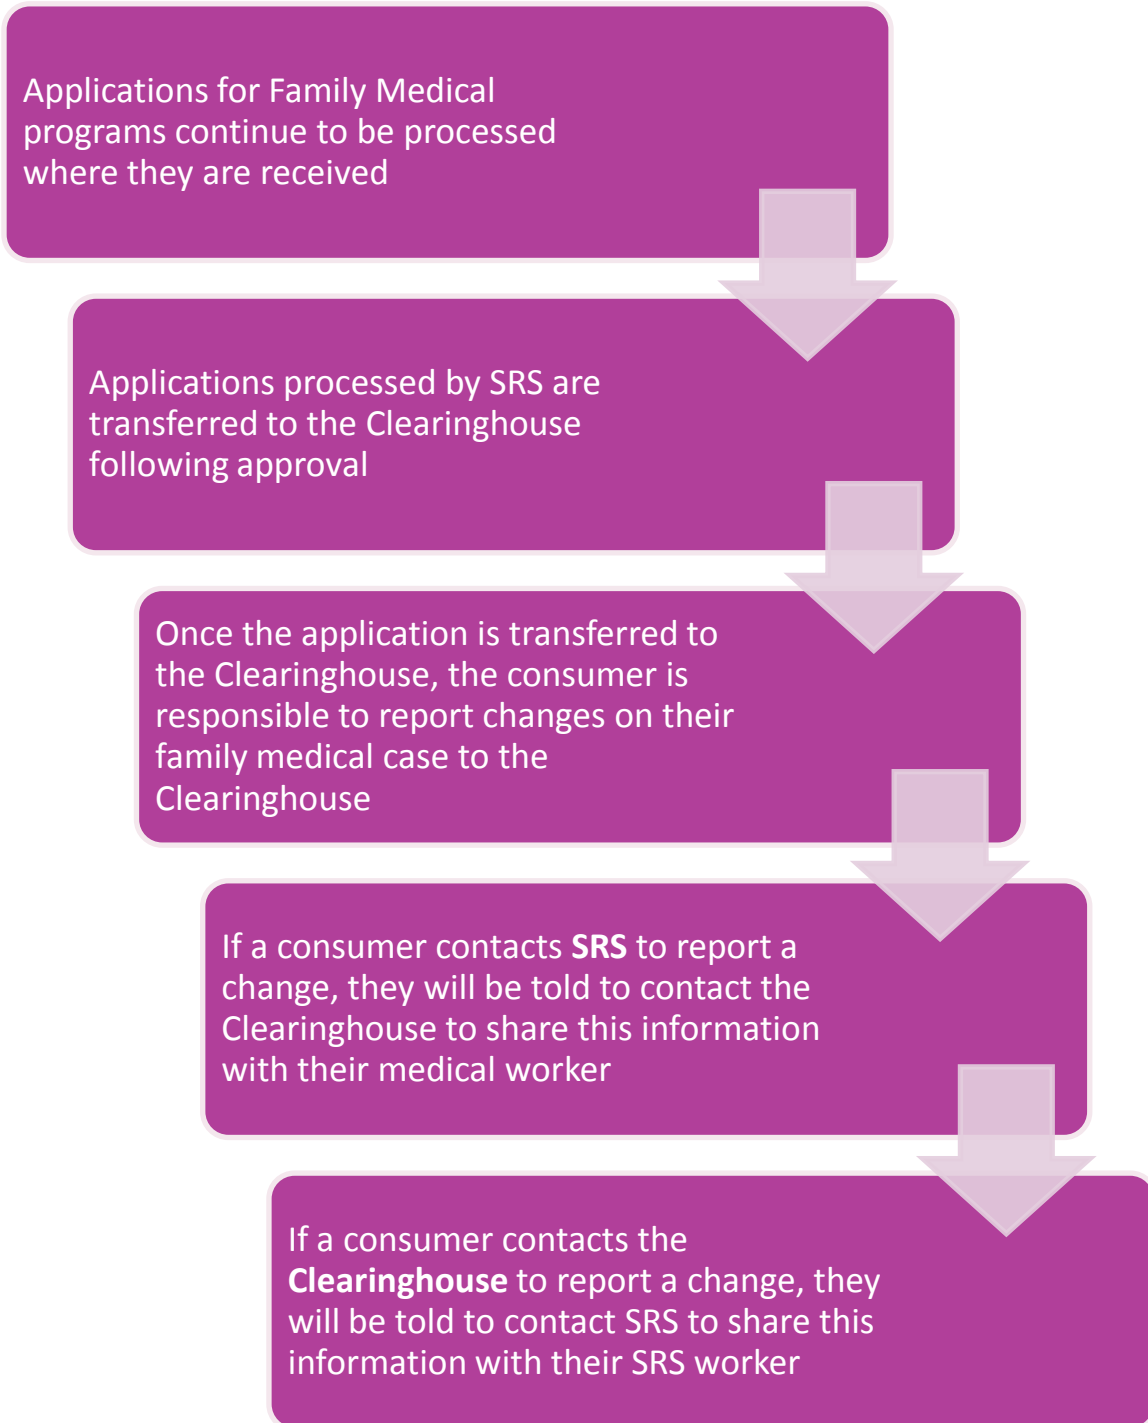 Applications for Family Medical
programs continue to be processed
where they are received
Applications processed by SRS are
transferred to the Clearinghouse
following approval
Once the application is transferred to
the Clearinghouse, the consumer is
responsible to report changes on their
family medical case to the
Clearinghouse
If a consumer contacts SRS to report a
change, they will be told to contact the
Clearinghouse to share this information
with their medical worker
If a consumer contacts the
Clearinghouse to report a change, they
will be told to contact SRS to share this
information with their SRS worker